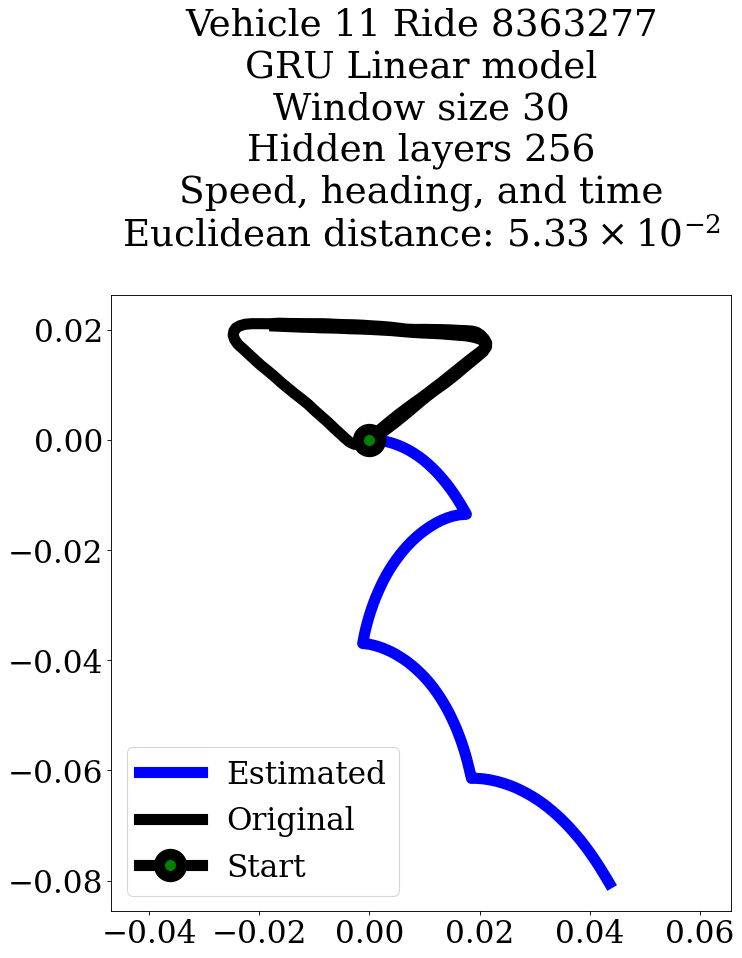 Vehicle 11 Ride 8363277
GRU Linear model
Window size 30
Hidden layers 256
Speed, heading, and time
Euclidean distance: 5.33 × 10⁻²
0.02
0.00
−0.02
−0.04
−0.06
−0.08
Estimated
Original
Start
−0.04 −0.02 0.00 0.02 0.04 0.06